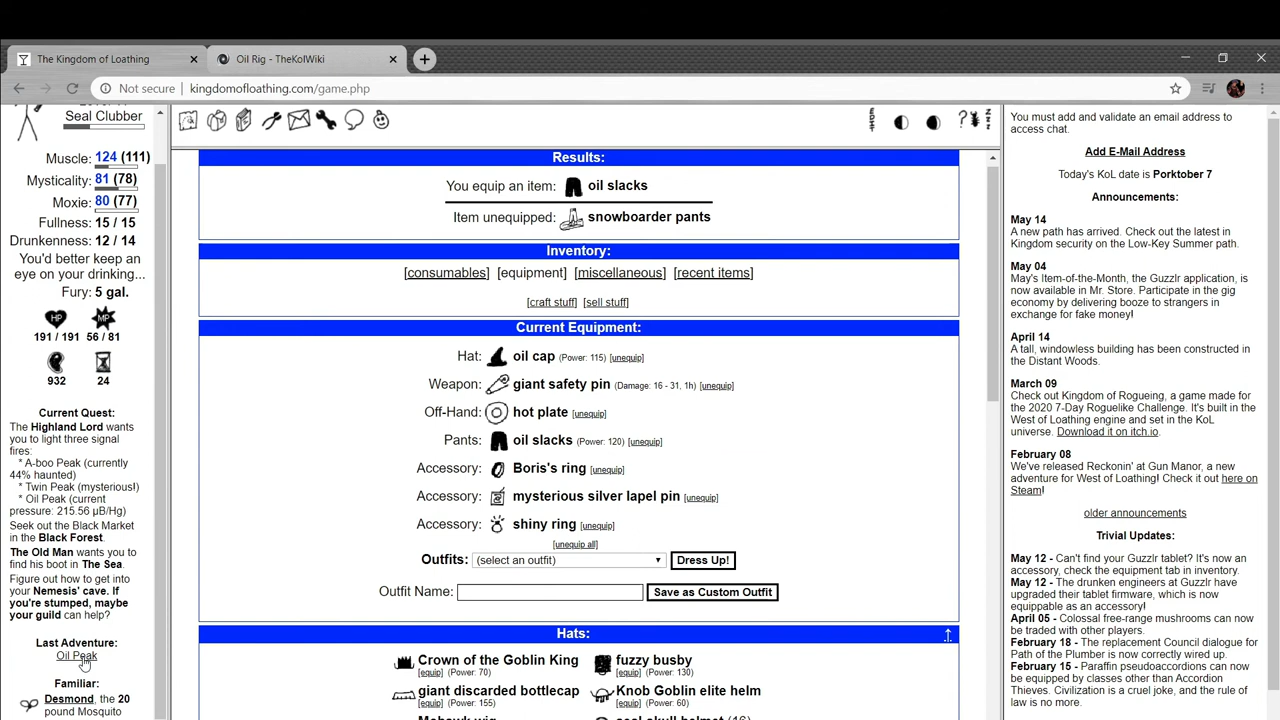 The Kingdom of Loathing
Oil Rig - TheKolWiki
Not secure
kingdomofloathing.com/game.php
Seal Clubber
Muscle: 124 (111)
Mysticality: 81 (78)
Moxie: 80 (77)
Fullness: 15 / 15
Drunkenness: 12 / 14
You'd better keep an
eye on your drinking...
Fury: 5 gal.
HP
MP
191 / 191 56 / 81
932 24
Current Quest:
The Highland Lord wants
you to light three signal
fires:
* A-boo Peak (currently
44% haunted)
* Twin Peak (mysterious!)
* Oil Peak (current
pressure: 215.56 µB/Hg)
Seek out the Black Market
in the Black Forest.
The Old Man wants you to
find his boot in The Sea.
Figure out how to get into
your Nemesis' cave. If
you're stumped, maybe
your guild can help?
Last Adventure:
Oil Peak
Familiar:
Desmond, the 20
pound Mosquito
Results:
You equip an item: oil slacks
Item unequipped: snowboarder pants
Inventory:
[consumables] [equipment] [miscellaneous] [recent items]
[craft stuff] [sell stuff]
Current Equipment:
Hat: oil cap (Power: 115) [unequip]
Weapon: giant safety pin (Damage: 16 - 31, 1h) [unequip]
Off-Hand: hot plate [unequip]
Pants: oil slacks (Power: 120) [unequip]
Accessory: Boris's ring [unequip]
Accessory: mysterious silver lapel pin [unequip]
Accessory: shiny ring [unequip]
[unequip all]
Outfits: (select an outfit) Dress Up!
Outfit Name: Save as Custom Outfit
Hats:
Crown of the Goblin King
[equip] (Power: 70)
fuzzy busby
[equip] (Power: 130)
giant discarded bottlecap
[equip] (Power: 155)
Knob Goblin elite helm
[equip] (Power: 60)
Mohawk wig
seal skull helmet (16)
EDIT
You must add and validate an email address to
access chat.
Add E-Mail Address
Today's KoL date is Porktober 7
Announcements:
May 14
A new path has arrived. Check out the latest in
Kingdom security on the Low-Key Summer path.
May 04
May's Item-of-the-Month, the Guzzlr application, is
now available in Mr. Store. Participate in the gig
economy by delivering booze to strangers in
exchange for fake money!
April 14
A tall, windowless building has been constructed in
the Distant Woods.
March 09
Check out Kingdom of Rogueing, a game made for
the 2020 7-Day Roguelike Challenge. It's built in the
West of Loathing engine and set in the KoL
universe. Download it on itch.io.
February 08
We've released Reckonin' at Gun Manor, a new
adventure for West of Loathing! Check it out here on
Steam!
older announcements
Trivial Updates:
May 12 - Can't find your Guzzlr tablet? It's now an
accessory, check the equipment tab in inventory.
May 12 - The drunken engineers at Guzzlr have
upgraded their tablet firmware, which is now
equippable as an accessory!
April 05 - Colossal free-range mushrooms can now
be traded with other players.
February 18 - The replacement Council dialogue for
Path of the Plumber is now correctly wired up.
February 15 - Paraffin pseudoaccordions can now
be equipped by classes other than Accordion
Thieves. Civilization is a cruel joke, and the rule of
law is no more.